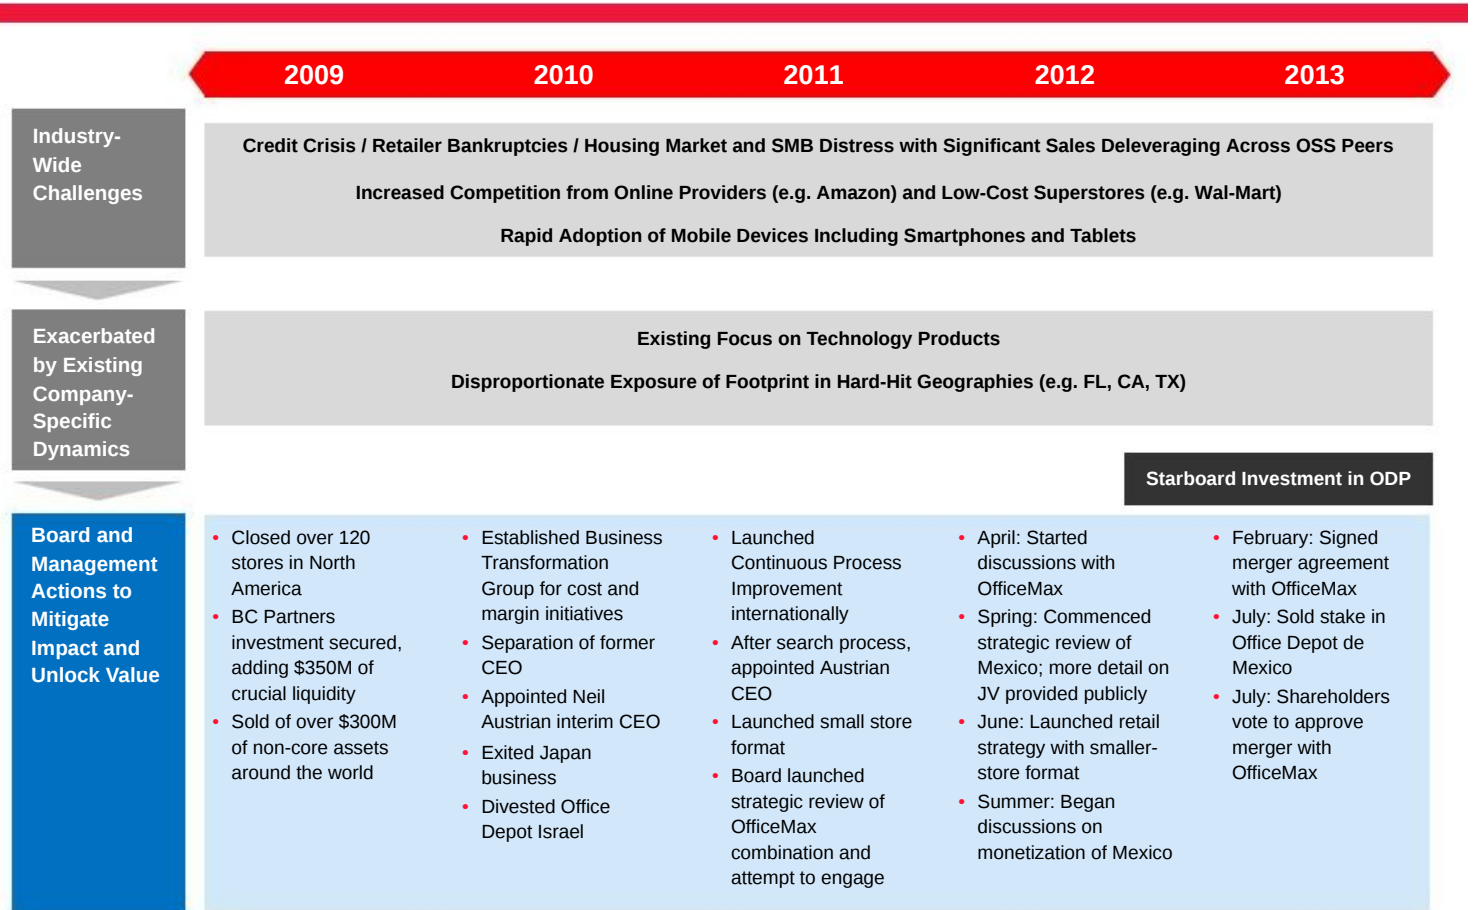 2009 2010 2011 2012 2013
Industry-
Wide
Challenges
Credit Crisis / Retailer Bankruptcies / Housing Market and SMB Distress with Significant Sales Deleveraging Across OSS Peers
Increased Competition from Online Providers (e.g. Amazon) and Low-Cost Superstores (e.g. Wal-Mart)
Rapid Adoption of Mobile Devices Including Smartphones and Tablets
Exacerbated
by Existing
Company-
Specific
Dynamics
Existing Focus on Technology Products
Disproportionate Exposure of Footprint in Hard-Hit Geographies (e.g. FL, CA, TX)
Starboard Investment in ODP
Board and
Management
Actions to
Mitigate
Impact and
Unlock Value
• Closed over 120
stores in North
America
• BC Partners
investment secured,
adding $350M of
crucial liquidity
• Sold of over $300M
of non-core assets
around the world
• Established Business
Transformation
Group for cost and
margin initiatives
• Separation of former
CEO
• Appointed Neil
Austrian interim CEO
• Exited Japan
business
• Divested Office
Depot Israel
• Launched
Continuous Process
Improvement
internationally
• After search process,
appointed Austrian
CEO
• Launched small store
format
• Board launched
strategic review of
OfficeMax
combination and
attempt to engage
• April: Started
discussions with
OfficeMax
• Spring: Commenced
strategic review of
Mexico; more detail on
JV provided publicly
• June: Launched retail
strategy with smaller-
store format
• Summer: Began
discussions on
monetization of Mexico
• February: Signed
merger agreement
with OfficeMax
• July: Sold stake in
Office Depot de
Mexico
• July: Shareholders
vote to approve
merger with
OfficeMax